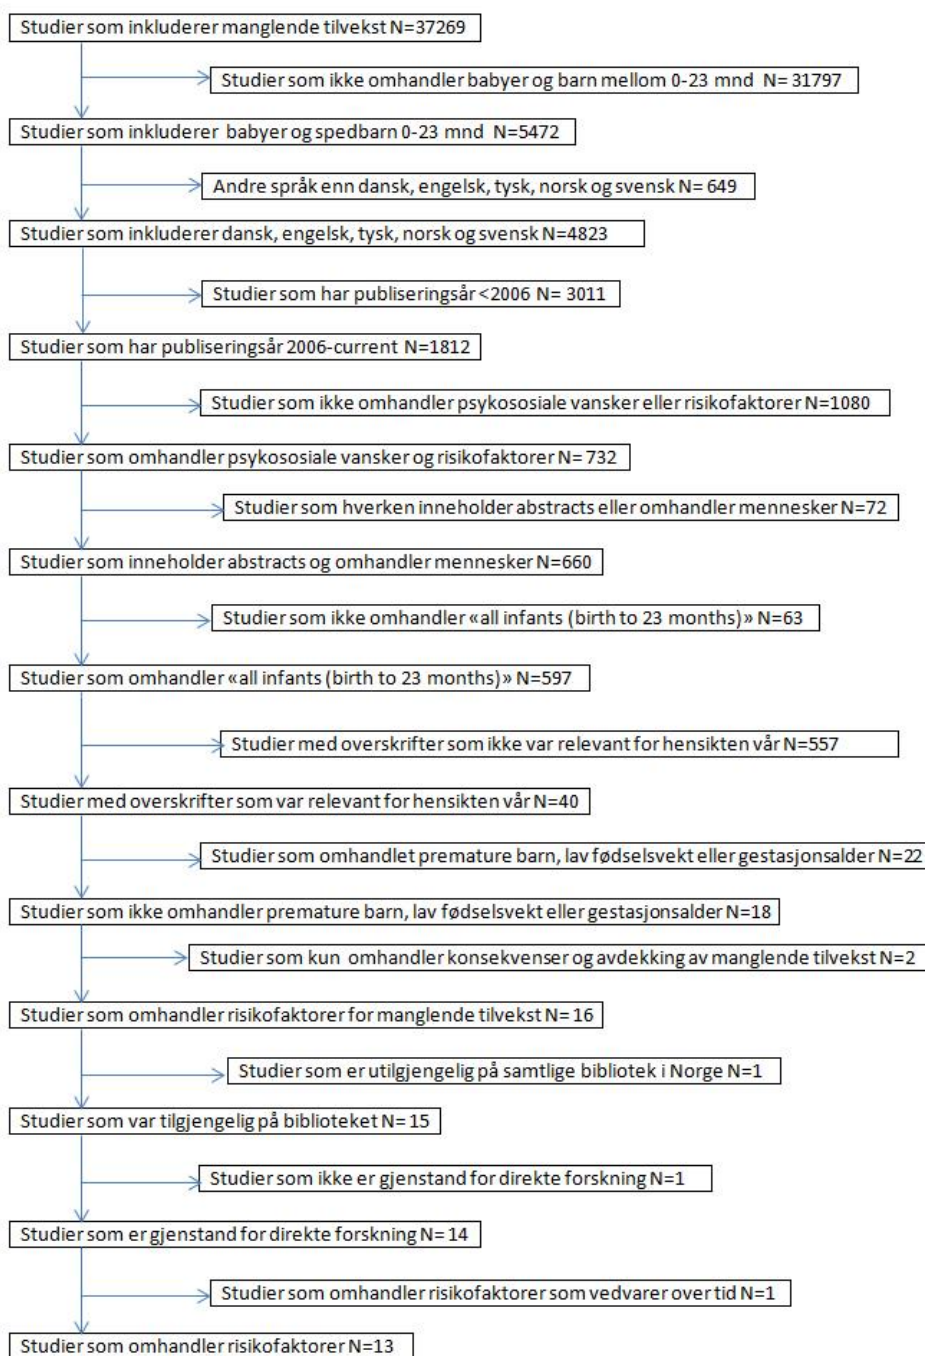 Studier som inkluderer manglende tilvekst N=37269
Studier som ikke omhandler babyer og barn mellom 0-23 mnd N= 31797
Studier som inkluderer babyer og spedbarn 0-23 mnd N=5472
Andre språk enn dansk, engelsk, tysk, norsk og svensk N= 649
Studier som inkluderer dansk, engelsk, tysk, norsk og svensk N=4823
Studier som har publiseringsår <2006 N= 3011
Studier som har publiseringsår 2006-current N=1812
Studier som ikke omhandler psykososiale vansker eller risikofaktorer N=1080
Studier som omhandler psykososiale vansker og risikofaktorer N= 732
Studier som hverken inneholder abstracts eller omhandler mennesker N=72
Studier som inneholder abstracts og omhandler mennesker N=660
Studier som ikke omhandler «all infants (birth to 23 months)» N=63
Studier som omhandler «all infants (birth to 23 months)» N=597
Studier med overskrifter som ikke var relevant for hensikten vår N=557
Studier med overskrifter som var relevant for hensikten vår N=40
Studier som omhandlet premature barn, lav fødselsvekt eller gestasjonsalder N=22
Studier som ikke omhandler premature barn, lav fødselsvekt eller gestasjonsalder N=18
Studier som kun omhandler konsekvenser og avdekking av manglende tilvekst N=2
Studier som omhandler risikofaktorer for manglende tilvekst N= 16
Studier som er utilgjengelig på samtlige bibliotek i Norge N=1
Studier som var tilgjengelig på biblioteket N= 15
Studier som ikke er gjenstand for direkte forskning N=1
Studier som er gjenstand for direkte forskning N= 14
Studier som omhandler risikofaktorer som vedvarer over tid N=1
Studier som omhandler risikofaktorer N=13